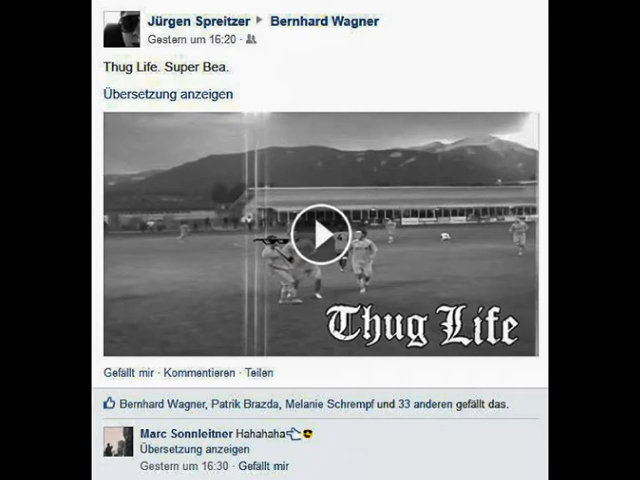 Jürgen Spreitzer ▶ Bernhard Wagner
Gestern um 16:20 ·
Thug Life. Super Bea.
Übersetzung anzeigen
Thug Life
Gefällt mir · Kommentieren · Teilen
Bernhard Wagner, Patrik Brazda, Melanie Schrempf und 33 anderen gefällt das.
Marc Sonnleitner Hahahaha
Übersetzung anzeigen
Gestern um 16:30 · Gefällt mir